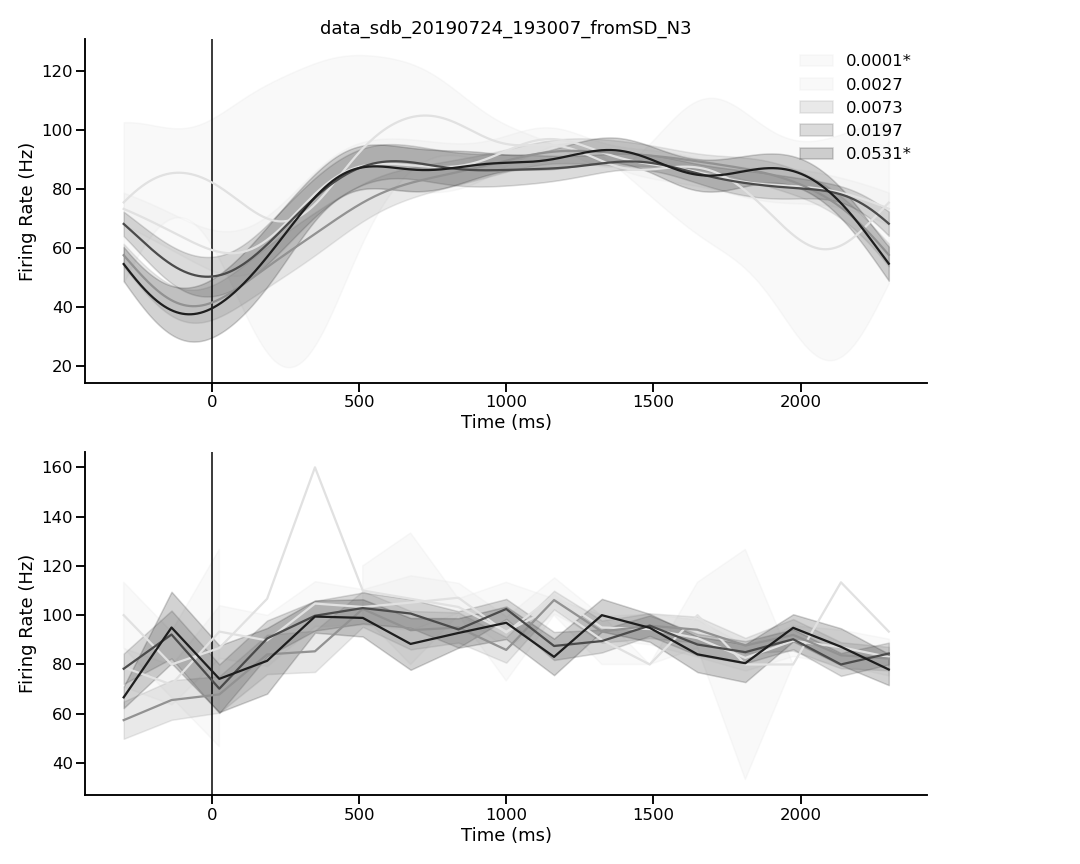 data_sdb_20190724_193007_fromSD_N3
120
100
80
60
40
20
Firing Rate (Hz)
0.0001*
0.0027
0.0073
0.0197
0.0531*
0 500 1000 1500 2000
Time (ms)
160
140
120
100
80
60
40
Firing Rate (Hz)
0 500 1000 1500 2000
Time (ms)